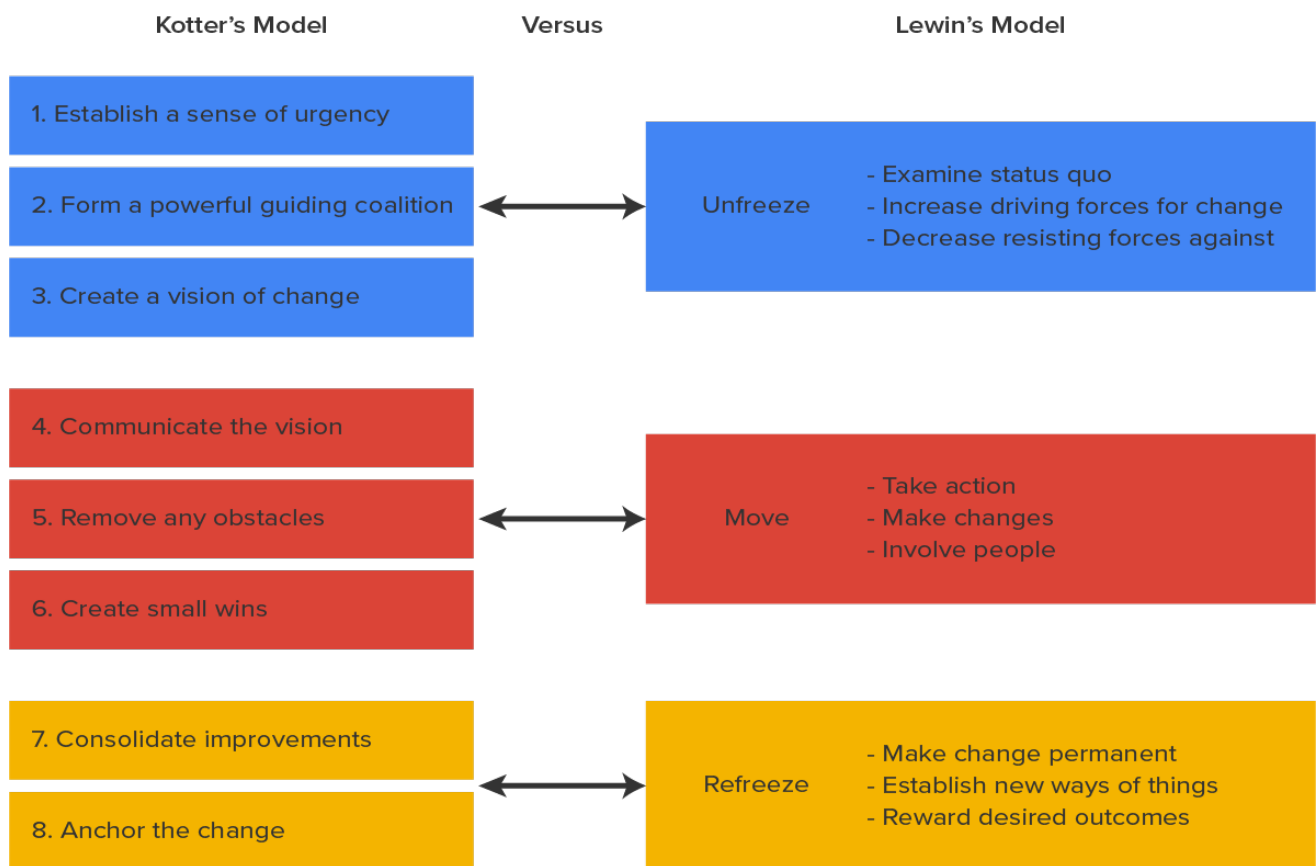 Kotter’s Model
Versus
Lewin’s Model
1. Establish a sense of urgency
2. Form a powerful guiding coalition
3. Create a vision of change
Unfreeze
- Examine status quo
- Increase driving forces for change
- Decrease resisting forces against
4. Communicate the vision
5. Remove any obstacles
6. Create small wins
Move
- Take action
- Make changes
- Involve people
7. Consolidate improvements
8. Anchor the change
Refreeze
- Make change permanent
- Establish new ways of things
- Reward desired outcomes